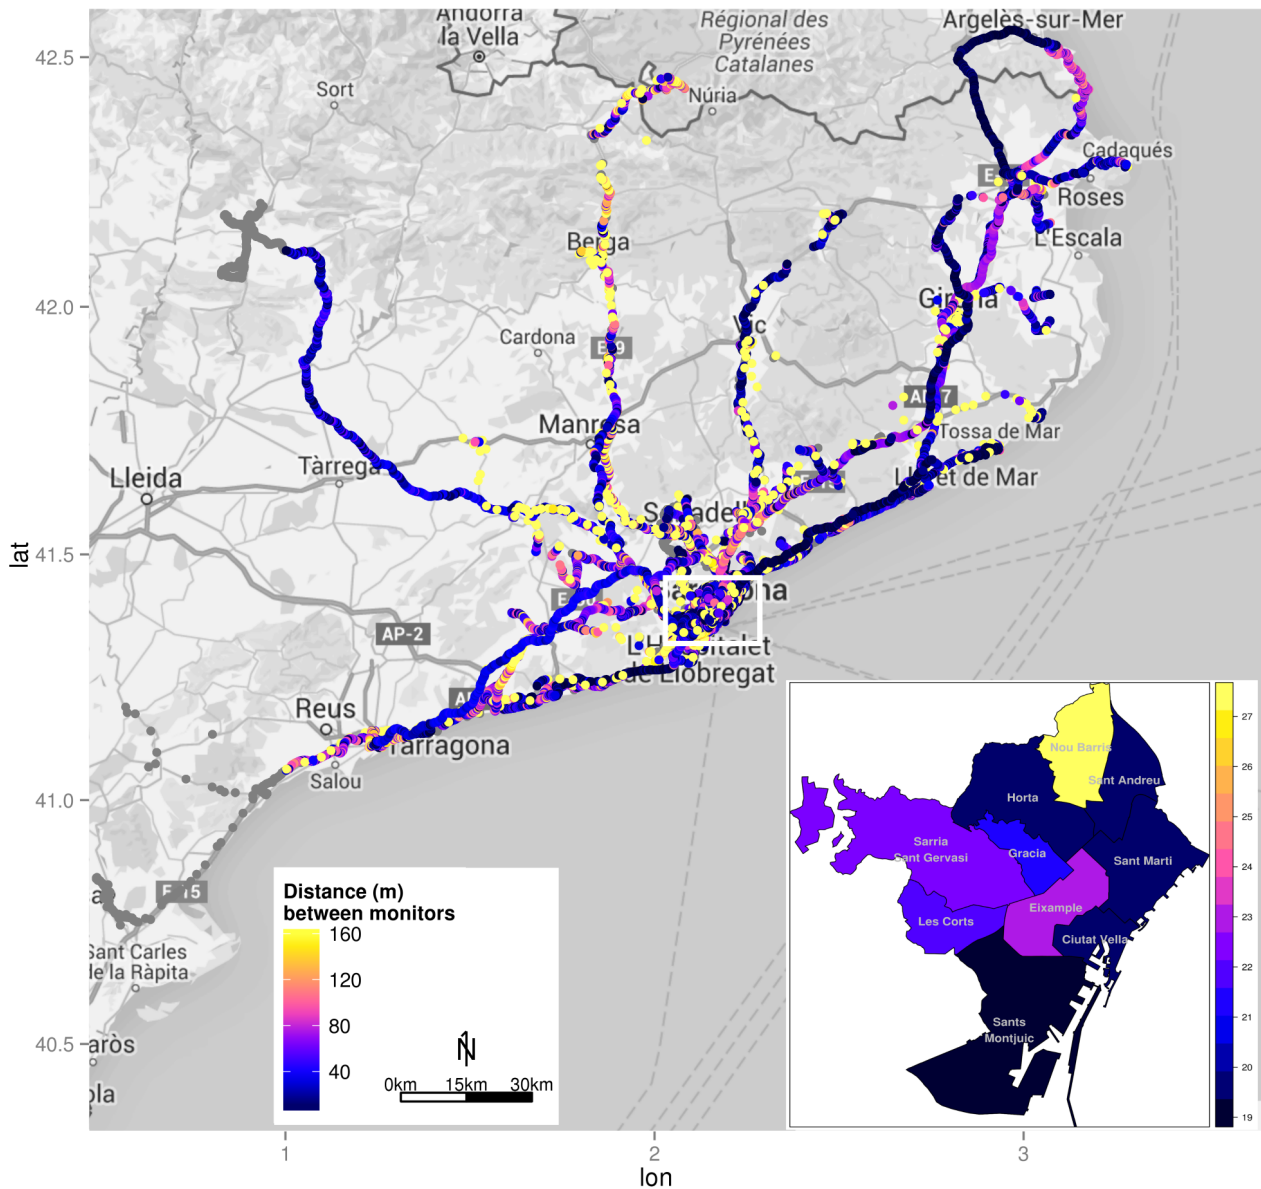 Andorra
la Vella
Régional des
Pyrénées
Catalanes
Argelès-sur-Mer
Sort
Núria
Cadaqués
Roses
L'Escala
Berga
Vic
Cardona
Manresa
Tossa de Mar
Tàrrega
Lleida
AP-2
Reus
Tarragona
Salou
Sant Carles
de la Ràpita
aròs
42.5
42.0
41.5
41.0
40.5
lat
1
2
3
lon
Distance (m)
between monitors
160
120
80
40
N
0km 15km 30km
Nou Barris
Sant Andreu
Horta
Sarria
Sant Gervasi
Gracia
Sant Marti
Eixample
Les Corts
Ciutat Vella
Sants
Montjuic
27
26
25
24
23
22
21
20
19